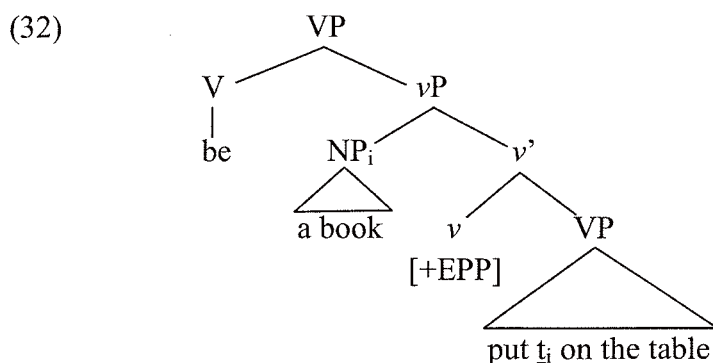 (32) VP
V vP
be NPi v'
a book v VP
[+EPP]
put ti on the table